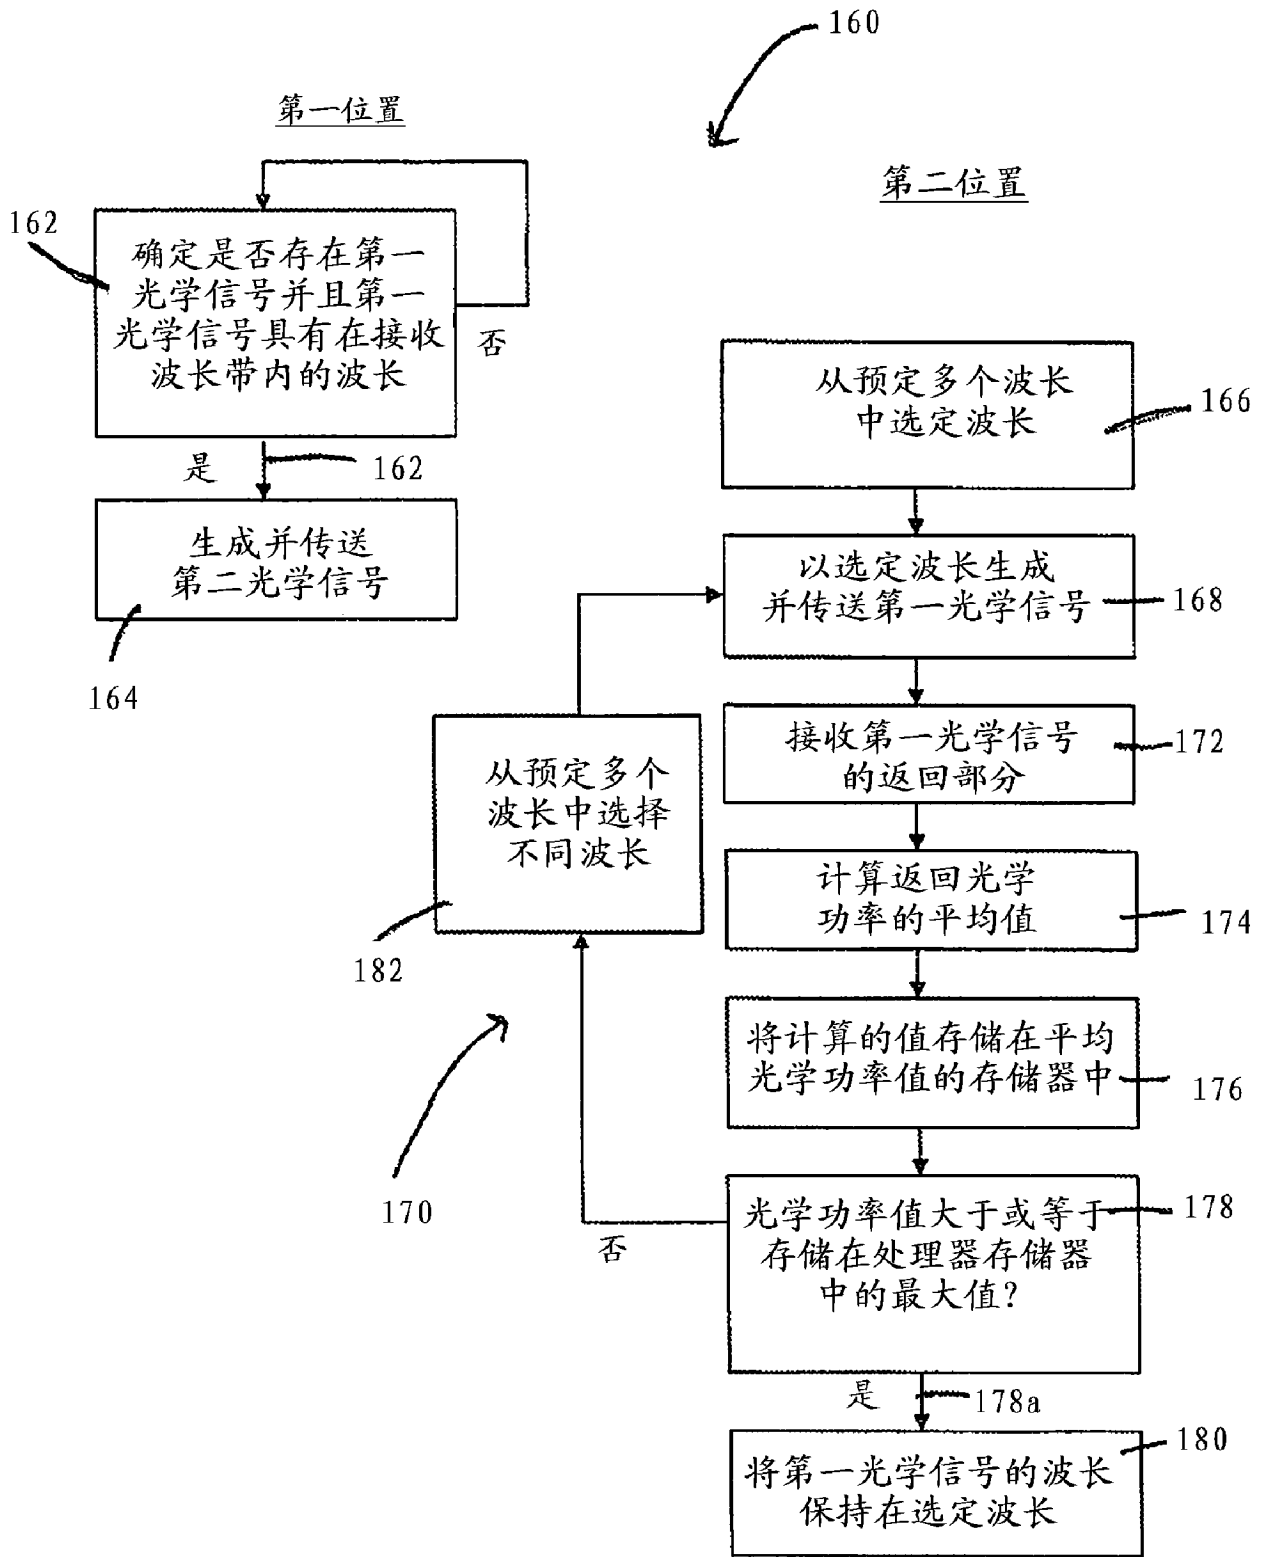 160
第一位置
第二位置
162
确定是否存在第一
光学信号并且第一
光学信号具有在接收
波长带内的波长
否
是
162
生成并传送
第二光学信号
164
从预定多个波长
中选定波长
166
以选定波长生成
并传送第一光学信号
168
接收第一光学信号
的返回部分
172
从预定多个
波长中选择
不同波长
182
计算返回光学
功率的平均值
174
将计算的值存储在平均
光学功率值的存储器中
176
170
光学功率值大于或等于
存储在处理器存储器
中的最大值?
178
否
是
178a
将第一光学信号的波长
保持在选定波长
180